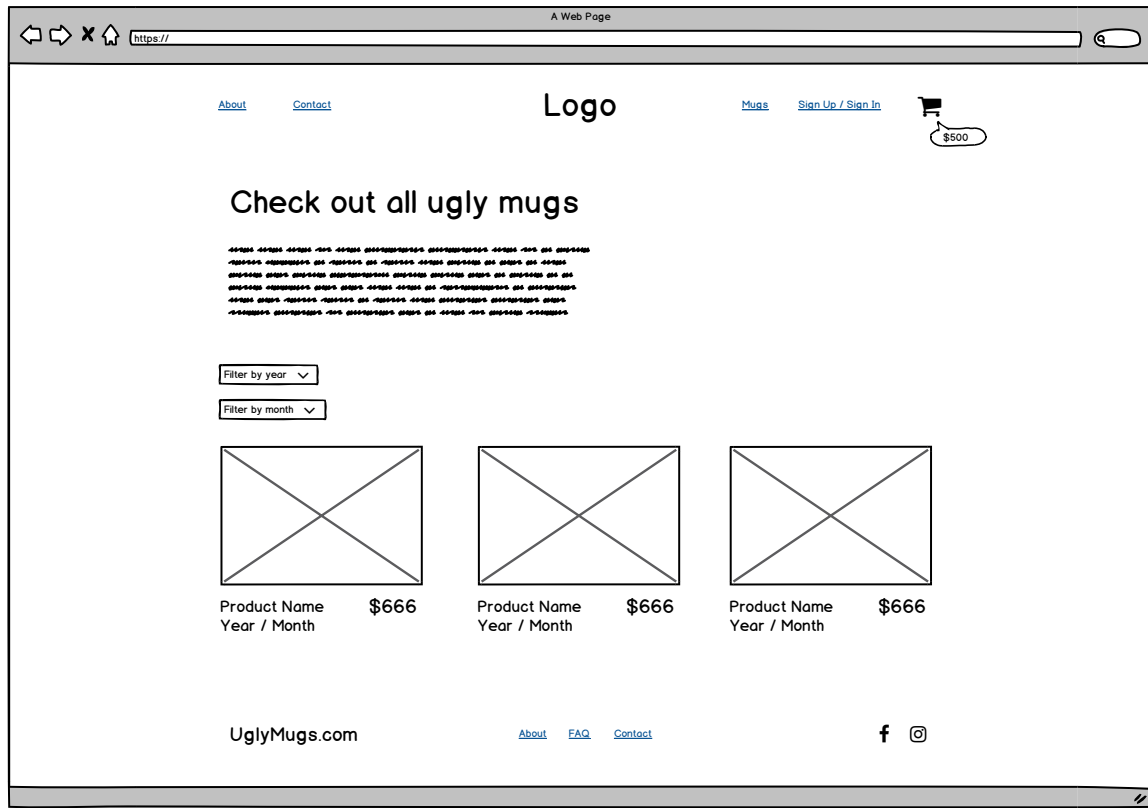 A Web Page
https://
About Contact Logo Mugs Sign Up / Sign In
$500
Check out all ugly mugs
Filter by year
Filter by month
Product Name $666 Product Name $666 Product Name $666
Year / Month Year / Month Year / Month
UglyMugs.com About FAQ Contact